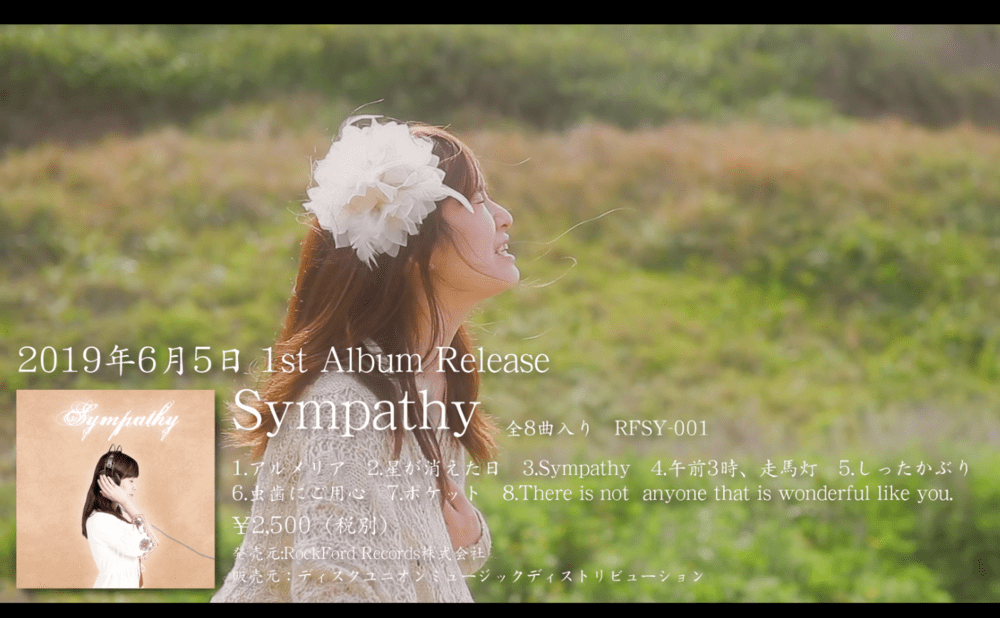 2019年6月5日 1st Album Release
Sympathy
Sympathy 全8曲入り RFSY-001
1.アルメリア 2.星が消えた日 3.Sympathy 4.午前3時、走馬灯 5.しったかぶり
6.虫歯にご用心 7.ポケット 8.There is not anyone that is wonderful like you.
¥2,500（税別）
発売元:RockFord Records株式会社
販売元：ディスクユニオンミュージックディストリビューション